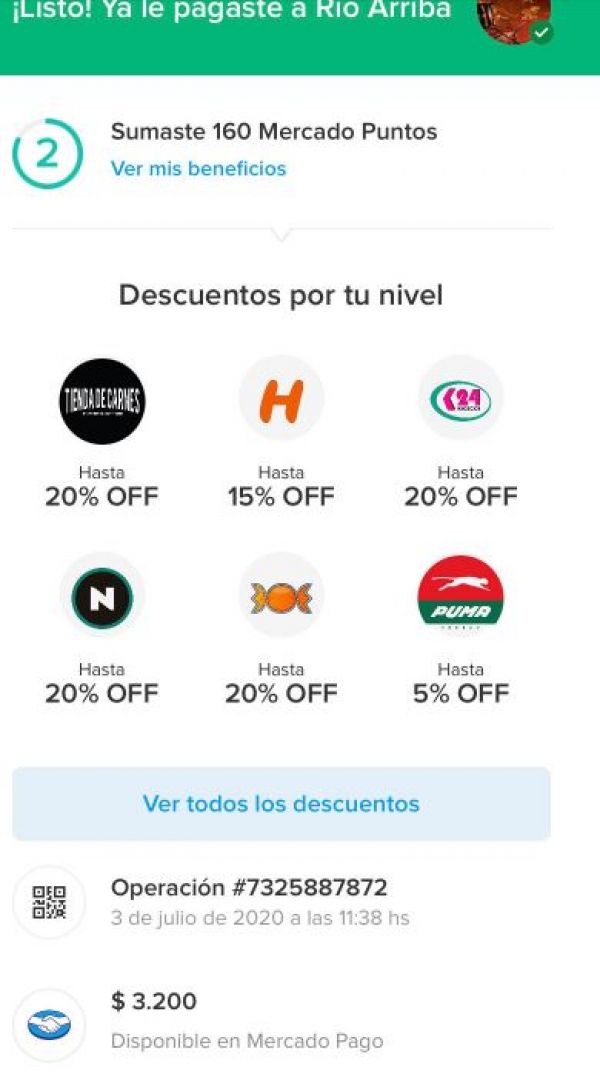 ¡Listo! Ya le pagaste a Río Arriba
2
Sumaste 160 Mercado Puntos
Ver mis beneficios
Descuentos por tu nivel
TIENDA DE CARNES
H
K24
Hasta
Hasta
Hasta
20% OFF
15% OFF
20% OFF
N
PUMA
Hasta
Hasta
Hasta
20% OFF
20% OFF
5% OFF
Ver todos los descuentos
Operación #7325887872
3 de julio de 2020 a las 11:38 hs
$ 3.200
Disponible en Mercado Pago